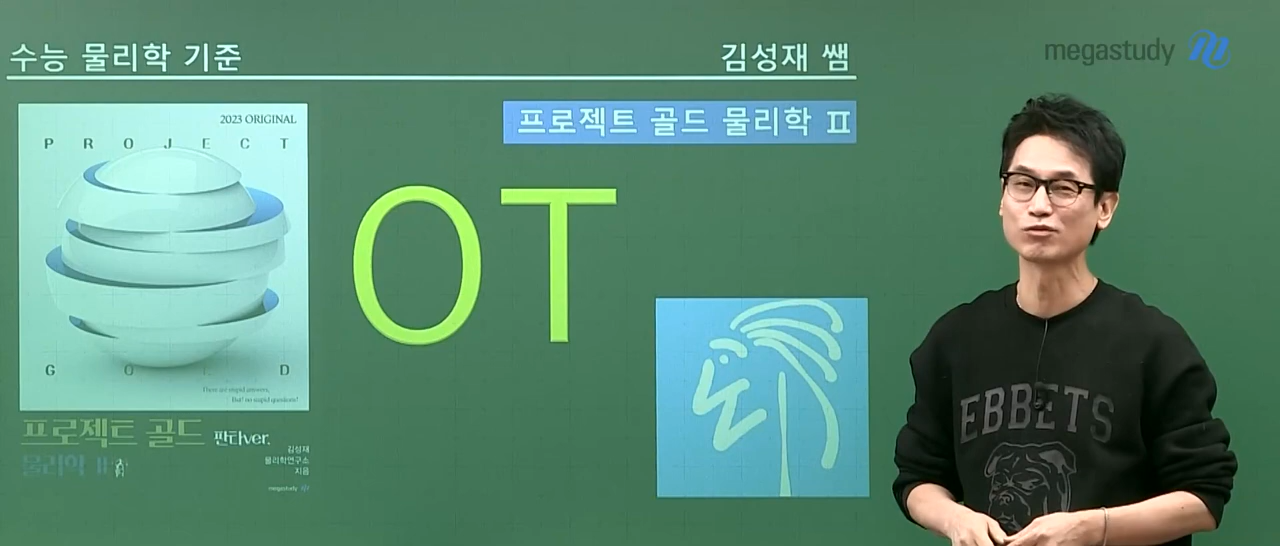 수능 물리학 기준
김성재 쌤
megastudy
프로젝트 골드 물리학 Ⅱ
2023 ORIGINAL
PROJECT
GOLD
There are stupid answers,
But! no stupid questions!
프로젝트 골드 판타ver.
물리학 Ⅱ
김성재
물리학연구소
지음
megastudy
OT
EBBETS